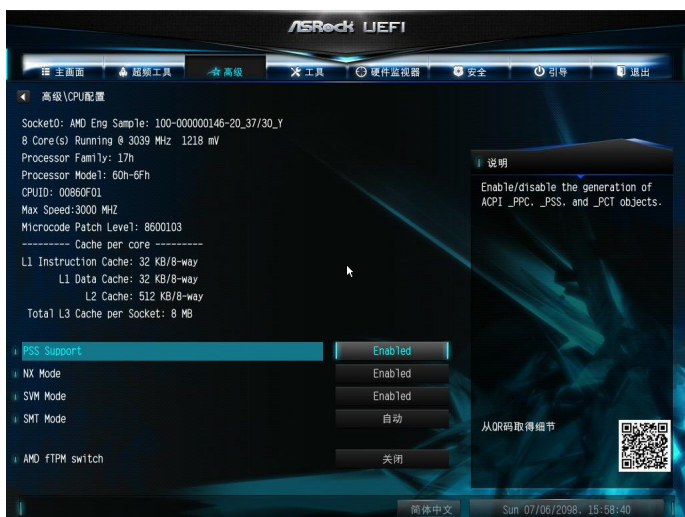 ASRock UEFI
主画面 超频工具 高级 工具 硬件监视器 安全 引导 退出
高级\CPU配置
Socket0: AMD Eng Sample: 100-000000146-20_37/30_Y
8 Core(s) Running @ 3039 MHz 1218 mV
Processor Family: 17h
Processor Model: 60h-6Fh
CPUID: 00860F01
Max Speed:3000 MHZ
Microcode Patch Level: 8600103
--------- Cache per core ---------
L1 Instruction Cache: 32 KB/8-way
L1 Data Cache: 32 KB/8-way
L2 Cache: 512 KB/8-way
Total L3 Cache per Socket: 8 MB
PSS Support Enabled
NX Mode Enabled
SVM Mode Enabled
SMT Mode 自动
AMD fTPM switch 关闭
说明
Enable/disable the generation of
ACPI _PPC. _PSS. and _PCT objects.
从QR码取得细节
简体中文 Sun 07/06/2098. 15:58:40